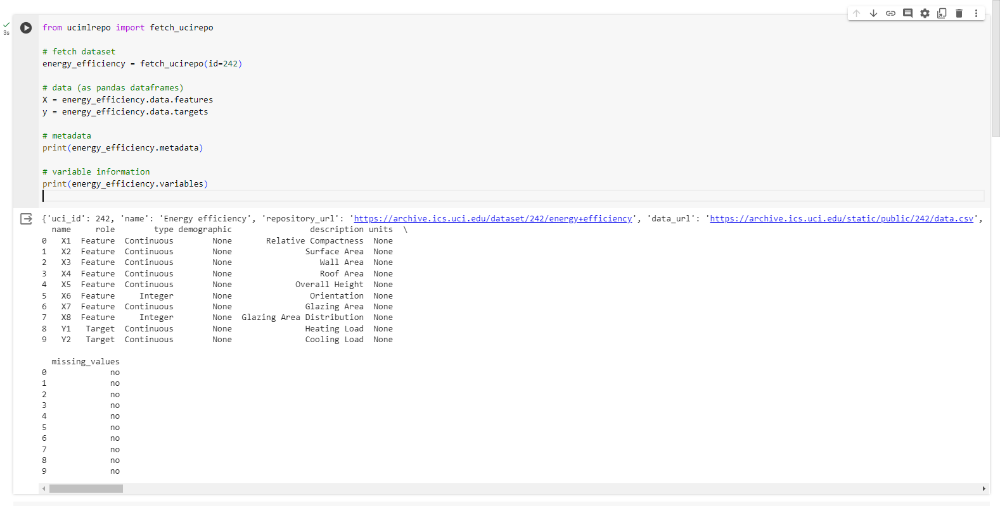 3s
from ucimlrepo import fetch_ucirepo
# fetch dataset
energy_efficiency = fetch_ucirepo(id=242)
# data (as pandas dataframes)
X = energy_efficiency.data.features
y = energy_efficiency.data.targets
# metadata
print(energy_efficiency.metadata)
# variable information
print(energy_efficiency.variables)
{'uci_id': 242, 'name': 'Energy efficiency', 'repository_url': 'https://archive.ics.uci.edu/dataset/242/energy+efficiency', 'data_url': 'https://archive.ics.uci.edu/static/public/242/data.csv',
name role type demographic description units \
0 X1 Feature Continuous None Relative Compactness None
1 X2 Feature Continuous None Surface Area None
2 X3 Feature Continuous None Wall Area None
3 X4 Feature Continuous None Roof Area None
4 X5 Feature Continuous None Overall Height None
5 X6 Feature Integer None Orientation None
6 X7 Feature Continuous None Glazing Area None
7 X8 Feature Integer None Glazing Area Distribution None
8 Y1 Target Continuous None Heating Load None
9 Y2 Target Continuous None Cooling Load None
missing_values
0 no
1 no
2 no
3 no
4 no
5 no
6 no
7 no
8 no
9 no